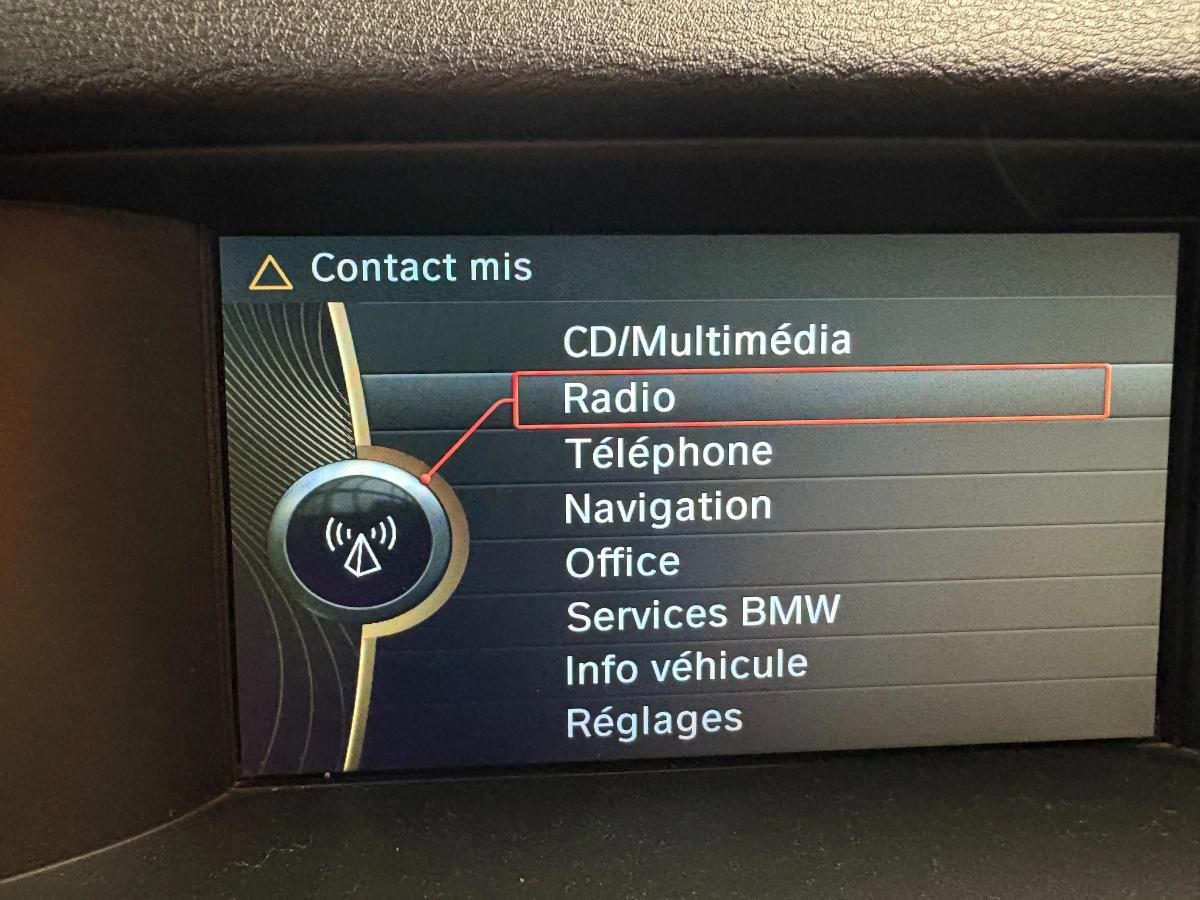 Contact mis
CD/Multimédia
Radio
Téléphone
Navigation
Office
Services BMW
Info véhicule
Réglages